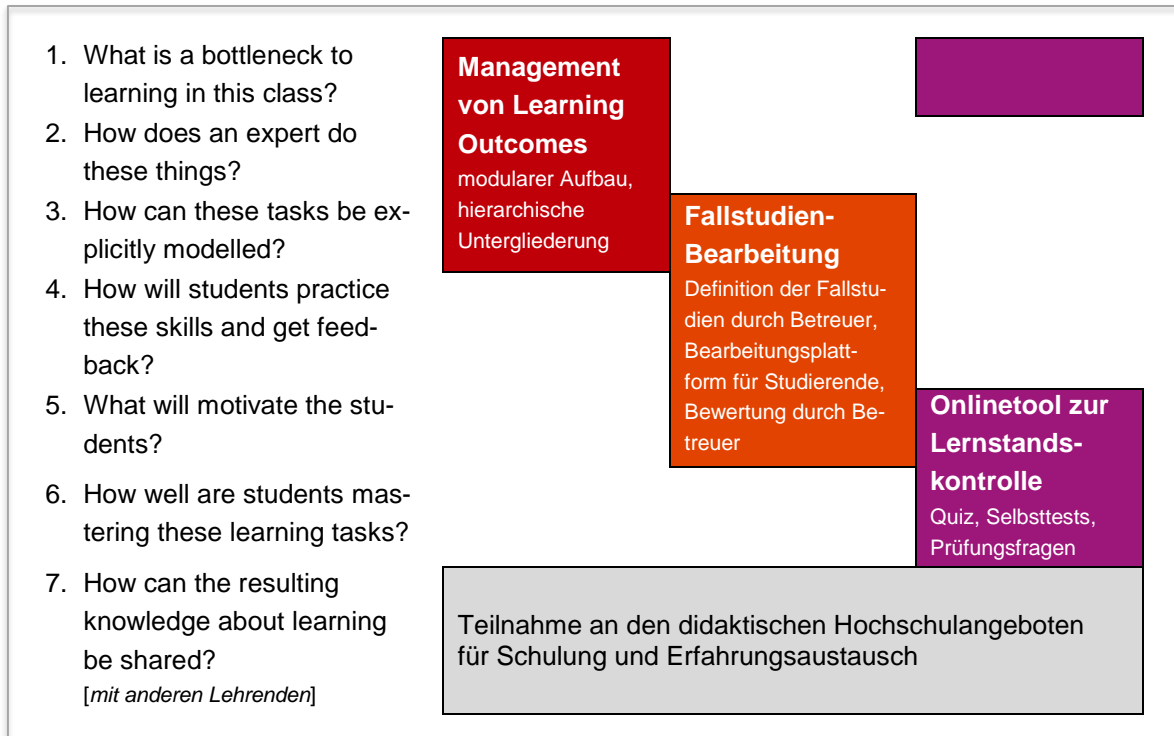 1. What is a bottleneck to
learning in this class?
2. How does an expert do
these things?
3. How can these tasks be ex-
plicitly modelled?
4. How will students practice
these skills and get feed-
back?
5. What will motivate the stu-
dents?
6. How well are students mas-
tering these learning tasks?
7. How can the resulting
knowledge about learning
be shared?
[mit anderen Lehrenden]
Management
von Learning
Outcomes
modularer Aufbau,
hierarchische
Untergliederung
Fallstudien-
Bearbeitung
Definition der Fallstu-
dien durch Betreuer,
Bearbeitungsplatt-
form für Studierende,
Bewertung durch Be-
treuer
Onlinetool zur
Lernstands-
kontrolle
Quiz, Selbsttests,
Prüfungsfragen
Teilnahme an den didaktischen Hochschulangeboten
für Schulung und Erfahrungsaustausch